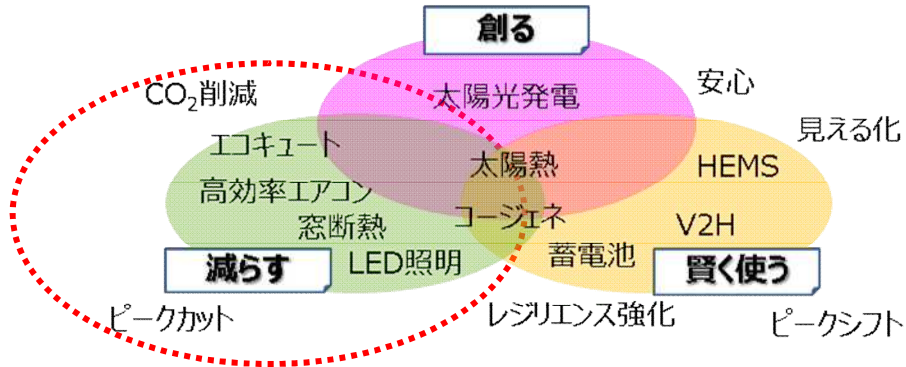 創る
CO₂削減
太陽光発電
安心
見える化
エコキュート
太陽熱
HEMS
高効率エアコン
窓断熱
コージェネ
V2H
減らす
LED照明
蓄電池
賢く使う
ピークカット
レジリエンス強化
ピークシフト